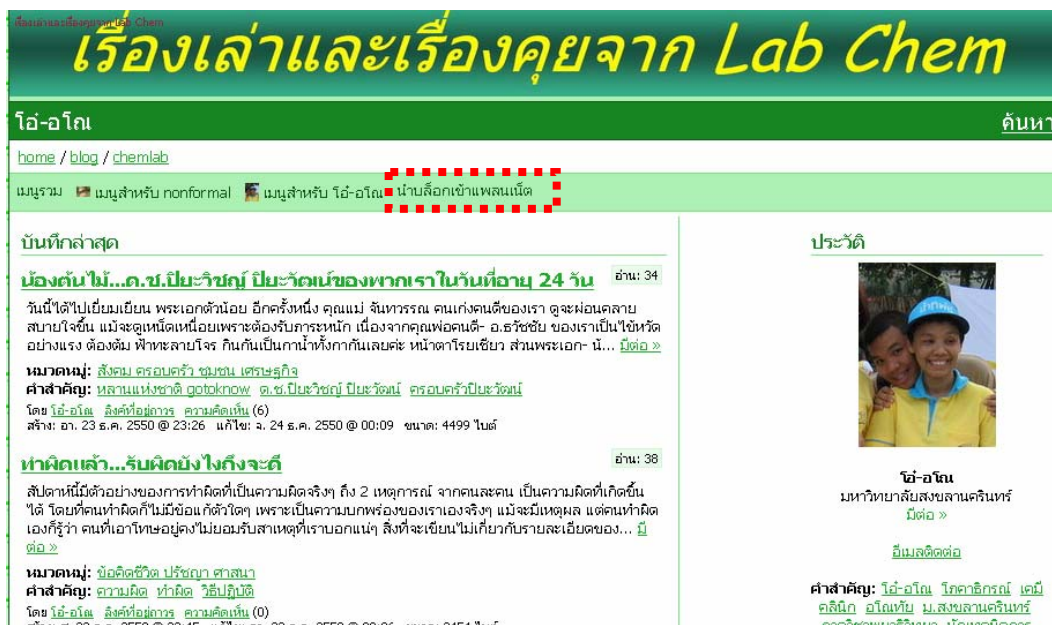 เรื่องเล่าและเรื่องคุยจาก Lab Chem
เรื่องเล่าและเรื่องคุยจาก Lab Chem
โอ๋-อโณ
ค้นหา
home / blog / chemlab
เมนูรวม เมนูสำหรับ nonformal เมนูสำหรับ โอ๋-อโณ นำบล็อกเข้าแพลนเน็ต
บันทึกล่าสุด
น้องต้นไม้...ด.ช.ปิยะวิชญ์ ปิยะวัฒน์ของพวกเราในวันที่อายุ 24 วัน
อ่าน: 34
วันนี้ได้ไปเยี่ยมเยียน พระเอกตัวน้อย อีกครั้งหนึ่ง คุณแม่ จันทวรรณ คนเก่งคนดีของเรา ดูจะผ่อนคลาย
สบายใจขึ้น แม้จะดูเหน็ดเหนื่อยเพราะต้องรับภาระหนัก เนื่องจากคุณพ่อคนดี- อ.ธวัชชัย ของเราเป็นไข้หวัด
อย่างแรง ต้องต้ม ฟ้าทะลายโจร กินกันเป็นกาน้ำทั้งกากันเลยค่ะ หน้าตาโรยเชียว ส่วนพระเอก- น้... มีต่อ »
หมวดหมู่: สังคม ครอบครัว ชุมชน เศรษฐกิจ
คำสำคัญ: หลานแห่งชาติ gotoknow ด.ช.ปิยะวิชญ์ ปิยะวัฒน์ ครอบครัวปิยะวัฒน์
โดย โอ๋-อโณ ลิงค์ที่อยู่ถาวร ความคิดเห็น (6)
สร้าง: อา. 23 ธ.ค. 2550 @ 23:26 แก้ไข: จ. 24 ธ.ค. 2550 @ 00:09 ขนาด: 4499 ไบต์
ทำผิดแล้ว...รับผิดยังไงถึงจะดี
อ่าน: 38
สัปดาห์นี้มีตัวอย่างของการทำผิดที่เป็นความผิดจริงๆ ถึง 2 เหตุการณ์ จากคนละคน เป็นความผิดที่เกิดขึ้น
ได้ โดยที่คนทำผิดก็ไม่มีข้อแก้ตัวใดๆ เพราะเป็นความบกพร่องของเราเองจริงๆ แม้จะมีเหตุผล แต่คนทำผิด
เองก็รู้ว่า คนที่เอาโทษอยู่คงไม่ยอมรับสาเหตุที่เราบอกแน่ๆ สิ่งที่จะเขียนไม่เกี่ยวกับรายละเอียดของ... มี
ต่อ »
หมวดหมู่: ข้อคิดชีวิต ปรัชญา ศาสนา
คำสำคัญ: ความผิด ทำผิด วิธีปฏิบัติ
โดย โอ๋-อโณ ลิงค์ที่อยู่ถาวร ความคิดเห็น (0)
ประวัติ
โอ๋-อโณ
มหาวิทยาลัยสงขลานครินทร์
มีต่อ »
อีเมลติดต่อ
คำสำคัญ: โอ๋-อโณ โภคาธิกรณ์ เคมี
คลินิก อโณทัย ม.สงขลานครินทร์